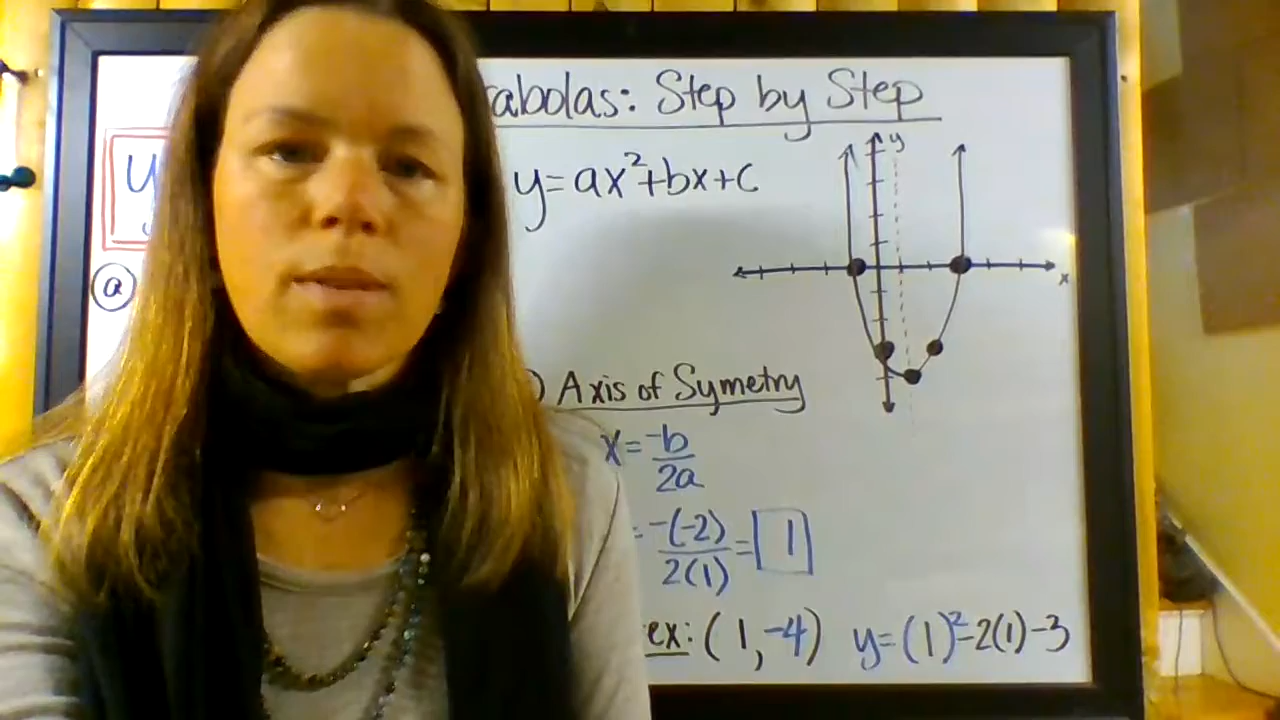 abolas: Step by Step
y
y=ax²+bx+c
a
x
Axis of Symetry
x=-b/2a
=-(-2)/2(1)=1
ex: (1,-4) y=(1)²-2(1)-3